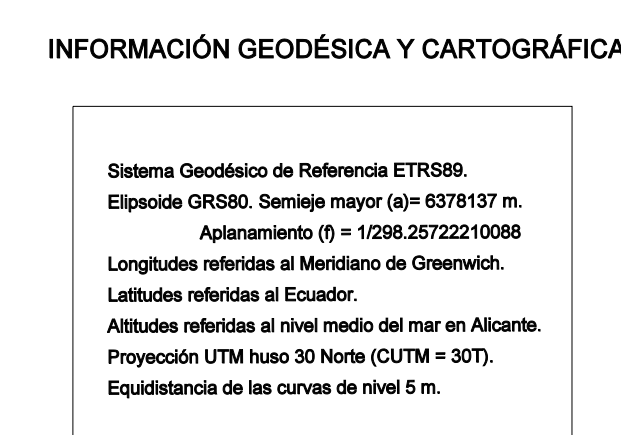 INFORMACIÓN GEODÉSICA Y CARTOGRÁFICA
Sistema Geodésico de Referencia ETRS89.
Elipsoide GRS80. Semieje mayor (a)= 6378137 m.
Aplanamiento (f) = 1/298.25722210088
Longitudes referidas al Meridiano de Greenwich.
Latitudes referidas al Ecuador.
Altitudes referidas al nivel medio del mar en Alicante.
Proyección UTM huso 30 Norte (CUTM = 30T).
Equidistancia de las curvas de nivel 5 m.